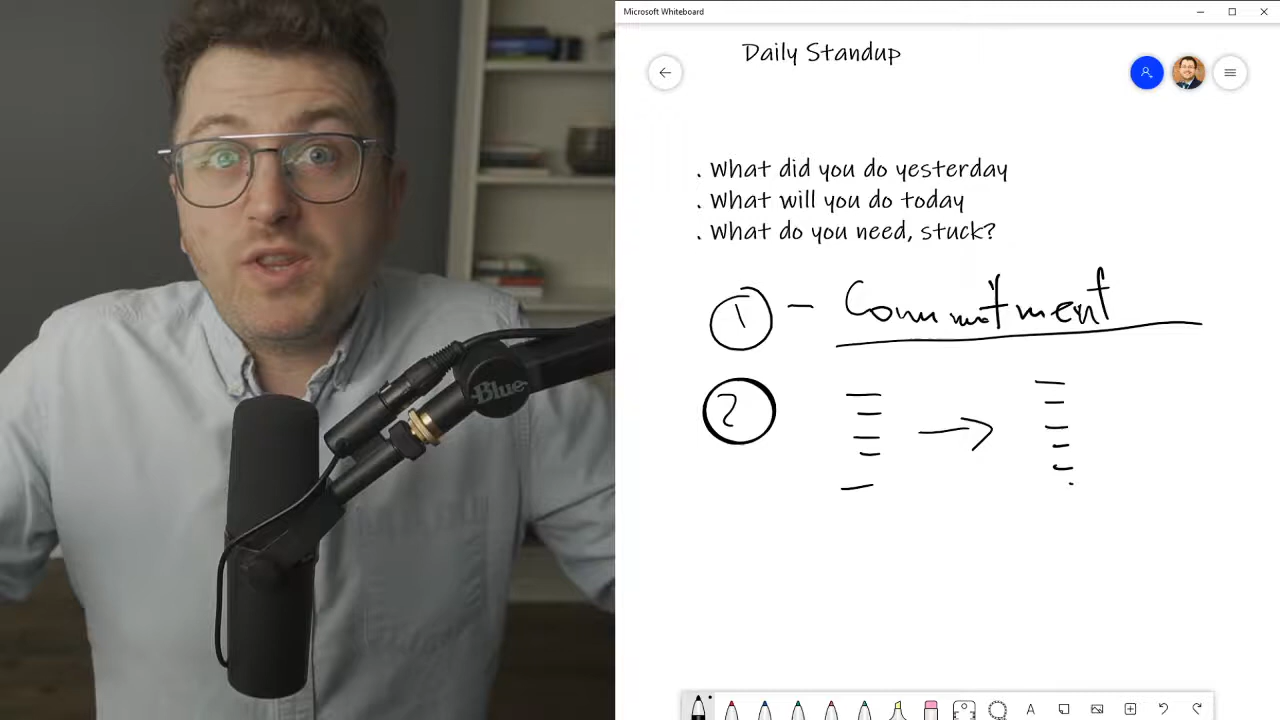 Microsoft Whiteboard
Daily Standup
. What did you do yesterday
. What will you do today
. What do you need, stuck?
1 - Commitment
2
Blue
A